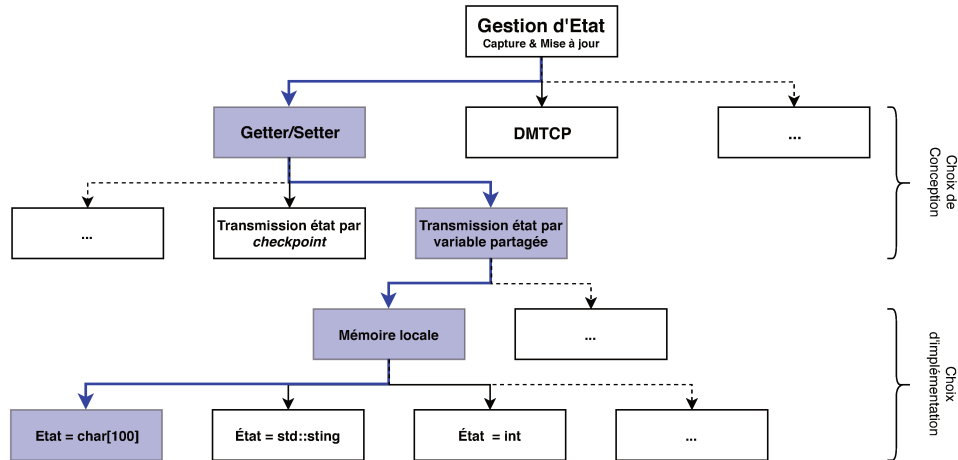 Gestion d'Etat
Capture & Mise à jour
Getter/Setter
DMTCP
...
Choix de
Conception
...
Transmission état par
checkpoint
Transmission état par
variable partagée
Mémoire locale
...
Choix
d'implémentation
Etat = char[100]
État = std::sting
État = int
...